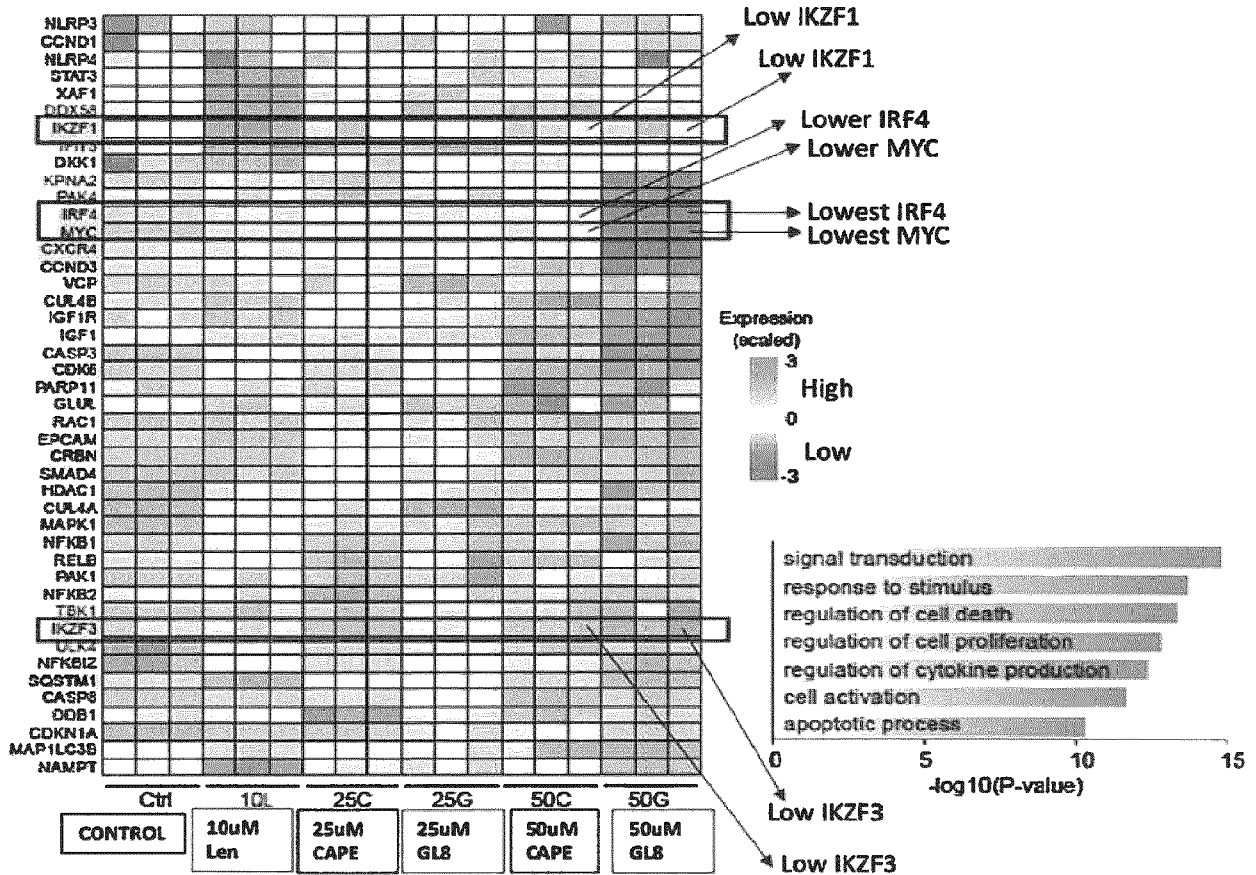 NLRP3
CCND1
NLRP4
STAT3
XAF1
DDX58
IKZF1
IFIT3
DKK1
KPNA2
PAK4
IRF4
MYC
CXCR4
CCND3
VCP
CUL4B
IGF1R
IGF1
CASP3
CDK6
PARP11
GLUL
RAC1
EPCAM
CRBN
SMAD4
HDAC1
CUL4A
MAPK1
NFKB1
RELB
PAK1
NFKB2
TBK1
IKZF3
NFKBIZ
SQSTM1
CASP8
DDB1
CDKN1A
MAP1LC3B
NAMPT
Ctrl 10L 25C 25G 50C 50G
CONTROL
10uM
Len
25uM
CAPE
25uM
GL8
50uM
CAPE
50uM
GL8
Low IKZF1
Low IKZF1
Lower IRF4
Lower MYC
Lowest IRF4
Lowest MYC
Expression
(scaled)
3
High
0
Low
-3
signal transduction
response to stimulus
regulation of cell death
regulation of cell proliferation
regulation of cytokine production
cell activation
apoptotic process
0 5 10 15
-log10(P-value)
Low IKZF3
Low IKZF3